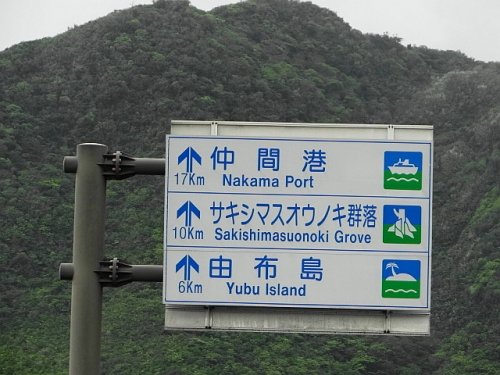 仲間港
17Km Nakama Port
サキシマスオウノキ群落
10Km Sakishimasuonoki Grove
由布島
6Km Yubu Island